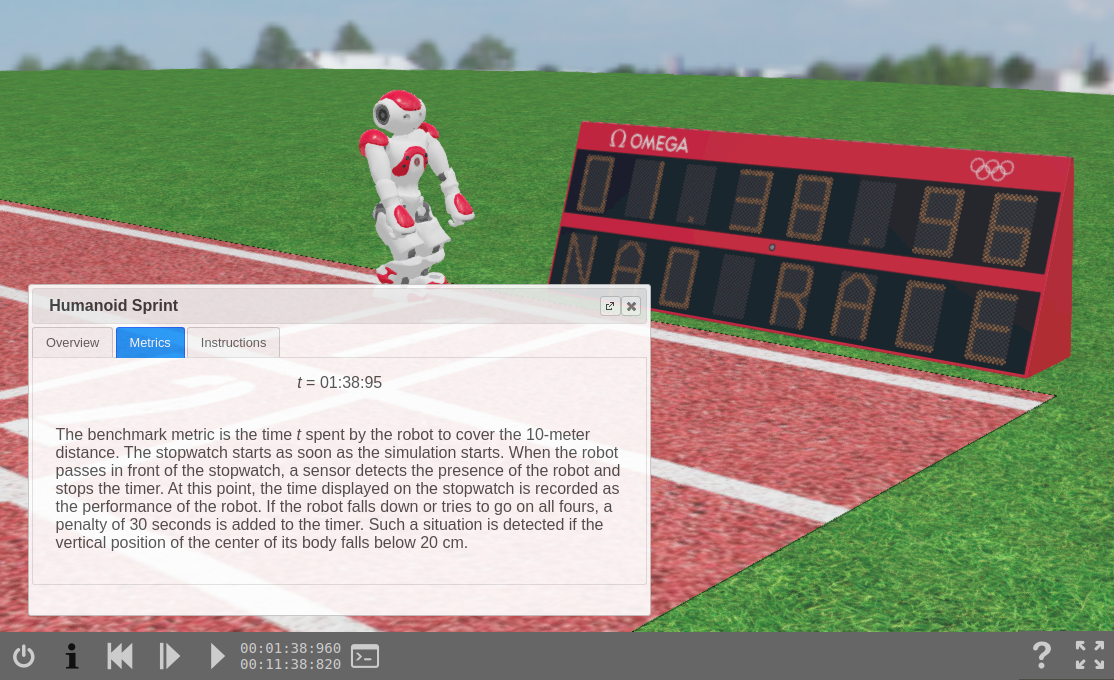 Ω OMEGA
01.38.96
NAO RACE
Humanoid Sprint
Overview Metrics Instructions
t = 01:38:95
The benchmark metric is the time t spent by the robot to cover the 10-meter
distance. The stopwatch starts as soon as the simulation starts. When the robot
passes in front of the stopwatch, a sensor detects the presence of the robot and
stops the timer. At this point, the time displayed on the stopwatch is recorded as
the performance of the robot. If the robot falls down or tries to go on all fours, a
penalty of 30 seconds is added to the timer. Such a situation is detected if the
vertical position of the center of its body falls below 20 cm.
00:01:38:960
00:11:38:820